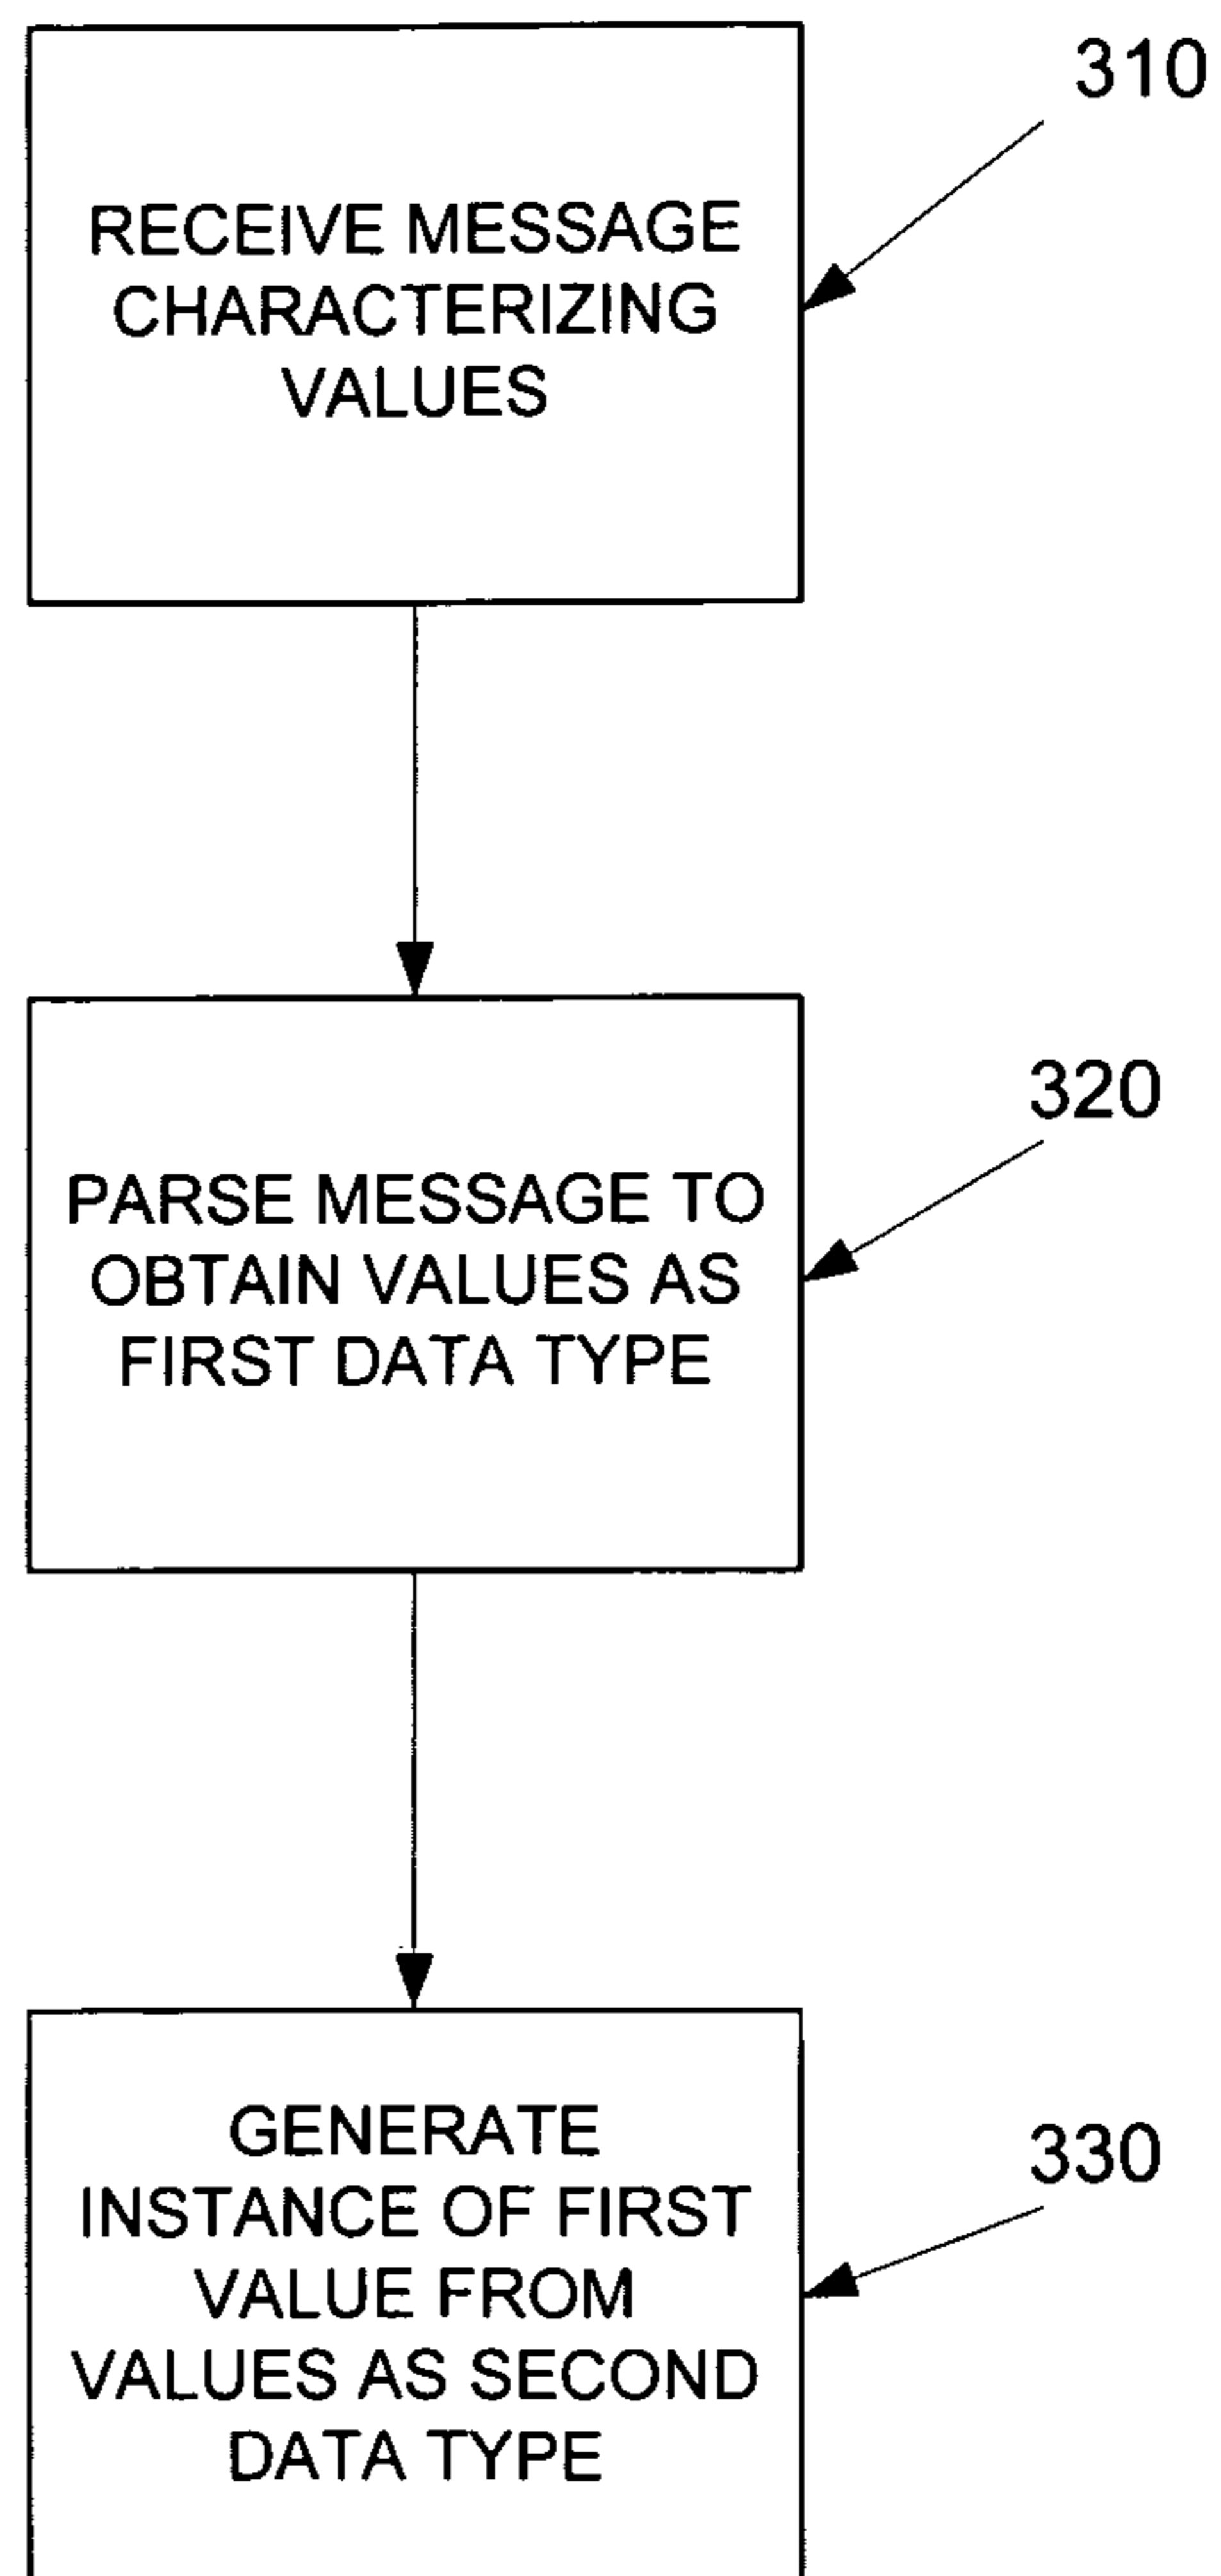 310
RECEIVE MESSAGE
CHARACTERIZING
VALUES
320
PARSE MESSAGE TO
OBTAIN VALUES AS
FIRST DATA TYPE
330
GENERATE
INSTANCE OF FIRST
VALUE FROM
VALUES AS SECOND
DATA TYPE